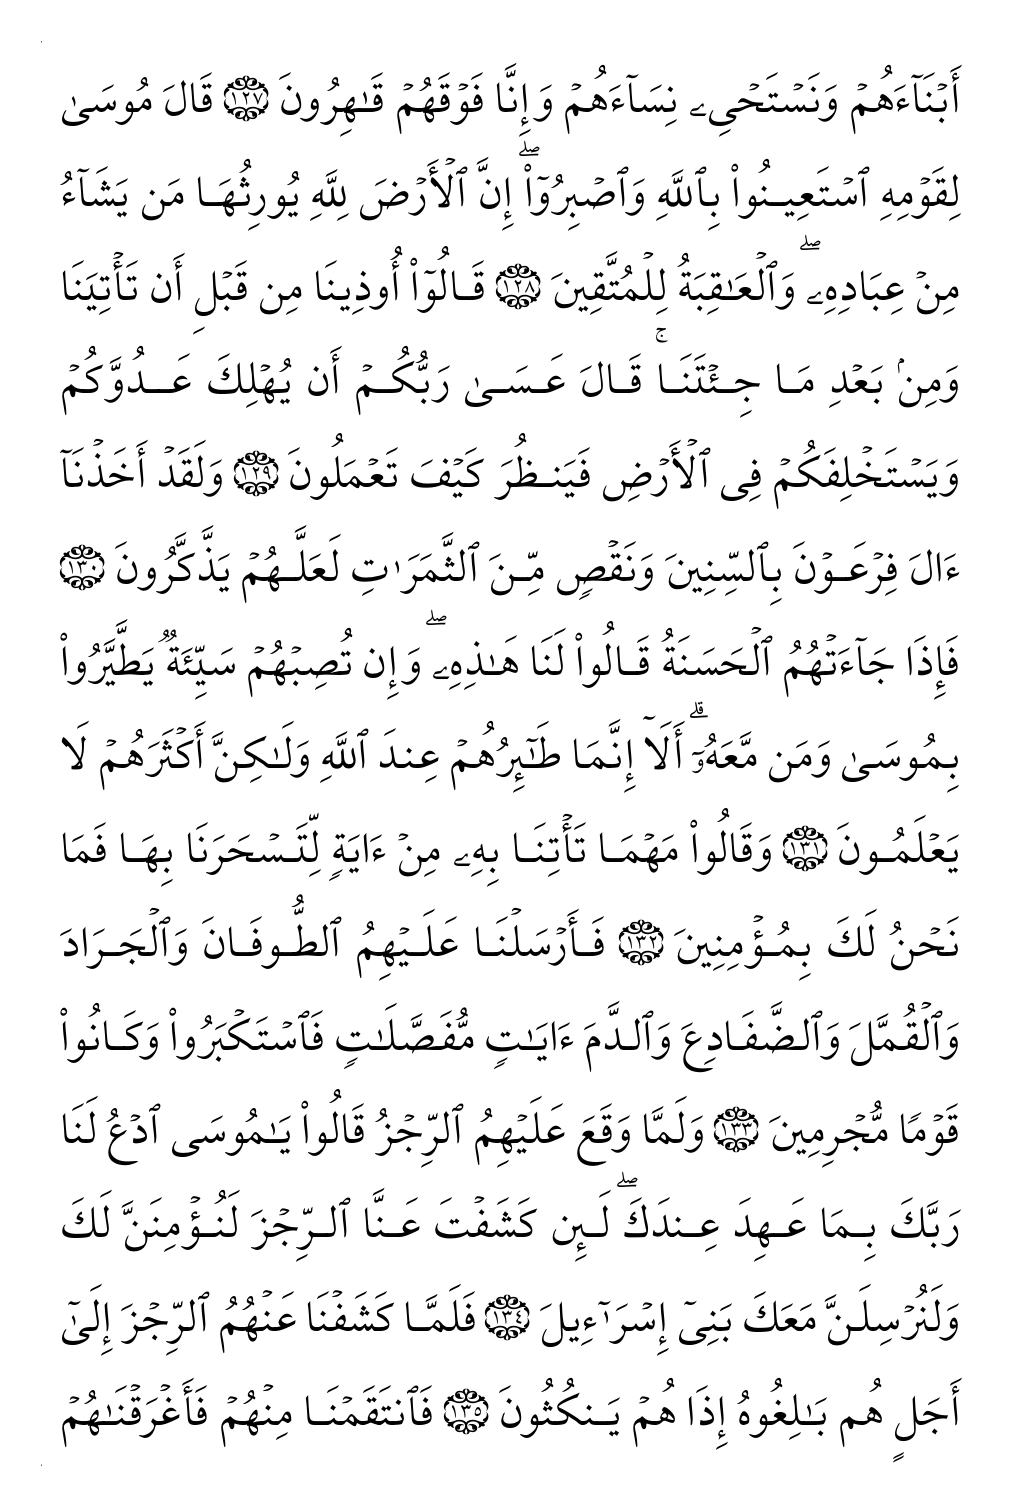 أَبۡنَآءَهُمۡ وَنَسۡتَحۡيِۦ نِسَآءَهُمۡ وَإِنَّا فَوۡقَهُمۡ قَٰهِرُونَ ١٢٧ قَالَ مُوسَىٰ
لِقَوۡمِهِ ٱسۡتَعِينُواْ بِٱللَّهِ وَٱصۡبِرُوٓاْۖ إِنَّ ٱلۡأَرۡضَ لِلَّهِ يُورِثُهَا مَن يَشَآءُ
مِنۡ عِبَادِهِۦۖ وَٱلۡعَٰقِبَةُ لِلۡمُتَّقِينَ ١٢٨ قَالُوٓاْ أُوذِينَا مِن قَبۡلِ أَن تَأۡتِيَنَا
وَمِنۢ بَعۡدِ مَا جِئۡتَنَاۚ قَالَ عَسَىٰ رَبُّكُمۡ أَن يُهۡلِكَ عَدُوَّكُمۡ
وَيَسۡتَخۡلِفَكُمۡ فِي ٱلۡأَرۡضِ فَيَنظُرَ كَيۡفَ تَعۡمَلُونَ ١٢٩ وَلَقَدۡ أَخَذۡنَآ
ءَالَ فِرۡعَوۡنَ بِٱلسِّنِينَ وَنَقۡصٖ مِّنَ ٱلثَّمَرَٰتِ لَعَلَّهُمۡ يَذَّكَّرُونَ ١٣٠
فَإِذَا جَآءَتۡهُمُ ٱلۡحَسَنَةُ قَالُواْ لَنَا هَٰذِهِۦۖ وَإِن تُصِبۡهُمۡ سَيِّئَةٞ يَطَّيَّرُواْ
بِمُوسَىٰ وَمَن مَّعَهُۥٓۗ أَلَآ إِنَّمَا طَٰٓئِرُهُمۡ عِندَ ٱللَّهِ وَلَٰكِنَّ أَكۡثَرَهُمۡ لَا
يَعۡلَمُونَ ١٣١ وَقَالُواْ مَهۡمَا تَأۡتِنَا بِهِۦ مِنۡ ءَايَةٖ لِّتَسۡحَرَنَا بِهَا فَمَا
نَحۡنُ لَكَ بِمُؤۡمِنِينَ ١٣٢ فَأَرۡسَلۡنَا عَلَيۡهِمُ ٱلطُّوفَانَ وَٱلۡجَرَادَ
وَٱلۡقُمَّلَ وَٱلضَّفَادِعَ وَٱلدَّمَ ءَايَٰتٖ مُّفَصَّلَٰتٖ فَٱسۡتَكۡبَرُواْ وَكَانُواْ
قَوۡمٗا مُّجۡرِمِينَ ١٣٣ وَلَمَّا وَقَعَ عَلَيۡهِمُ ٱلرِّجۡزُ قَالُواْ يَٰمُوسَى ٱدۡعُ لَنَا
رَبَّكَ بِمَا عَهِدَ عِندَكَۖ لَئِن كَشَفۡتَ عَنَّا ٱلرِّجۡزَ لَنُؤۡمِنَنَّ لَكَ
وَلَنُرۡسِلَنَّ مَعَكَ بَنِيٓ إِسۡرَٰٓءِيلَ ١٣٤ فَلَمَّا كَشَفۡنَا عَنۡهُمُ ٱلرِّجۡزَ إِلَىٰٓ
أَجَلٍ هُم بَٰلِغُوهُ إِذَا هُمۡ يَنكُثُونَ ١٣٥ فَٱنتَقَمۡنَا مِنۡهُمۡ فَأَغۡرَقۡنَٰهُمۡ